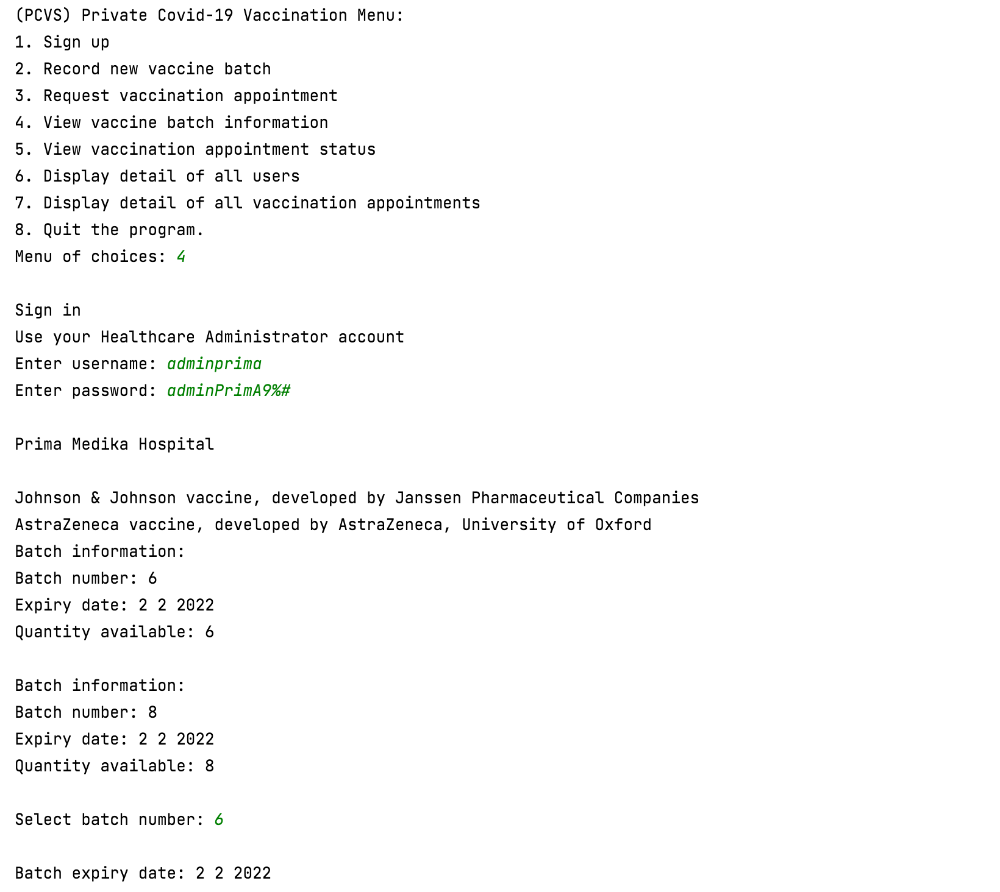 (PCVS) Private Covid-19 Vaccination Menu:
1. Sign up
2. Record new vaccine batch
3. Request vaccination appointment
4. View vaccine batch information
5. View vaccination appointment status
6. Display detail of all users
7. Display detail of all vaccination appointments
8. Quit the program.
Menu of choices: 4
Sign in
Use your Healthcare Administrator account
Enter username: adminprima
Enter password: adminPrimA9%#
Prima Medika Hospital
Johnson & Johnson vaccine, developed by Janssen Pharmaceutical Companies
AstraZeneca vaccine, developed by AstraZeneca, University of Oxford
Batch information:
Batch number: 6
Expiry date: 2 2 2022
Quantity available: 6
Batch information:
Batch number: 8
Expiry date: 2 2 2022
Quantity available: 8
Select batch number: 6
Batch expiry date: 2 2 2022